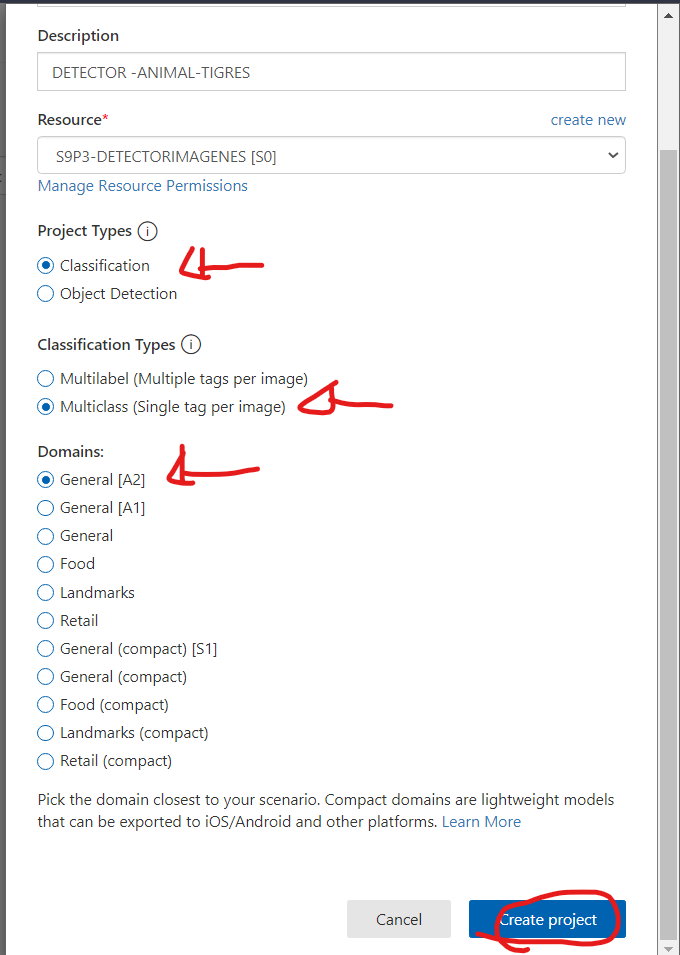 Description
DETECTOR -ANIMAL-TIGRES
Resource* create new
S9P3-DETECTORIMAGENES [S0]
Manage Resource Permissions
Project Types i
Classification
Object Detection
Classification Types i
Multilabel (Multiple tags per image)
Multiclass (Single tag per image)
Domains:
General [A2]
General [A1]
General
Food
Landmarks
Retail
General (compact) [S1]
General (compact)
Food (compact)
Landmarks (compact)
Retail (compact)
Pick the domain closest to your scenario. Compact domains are lightweight models
that can be exported to iOS/Android and other platforms. Learn More
Cancel Create project